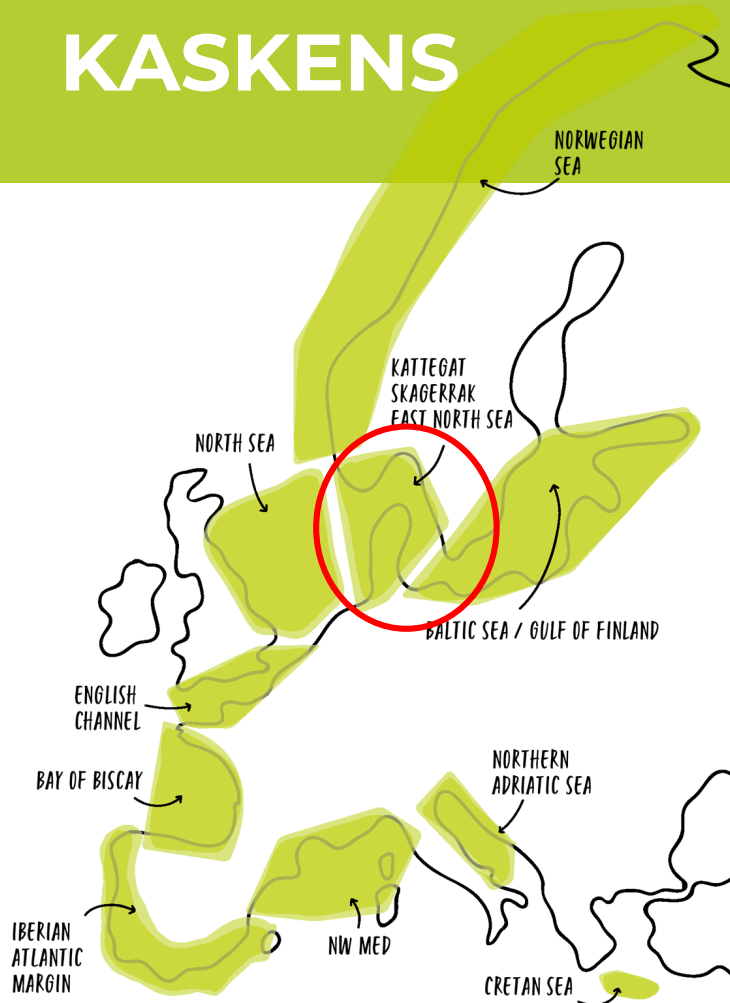 KASKENS
NORWEGIAN
SEA
KATTEGAT
SKAGERRAK
EAST NORTH SEA
NORTH SEA
BALTIC SEA / GULF OF FINLAND
ENGLISH
CHANNEL
NORTHERN
ADRIATIC SEA
BAY OF BISCAY
IBERIAN
ATLANTIC
MARGIN
NW MED
CRETAN SEA